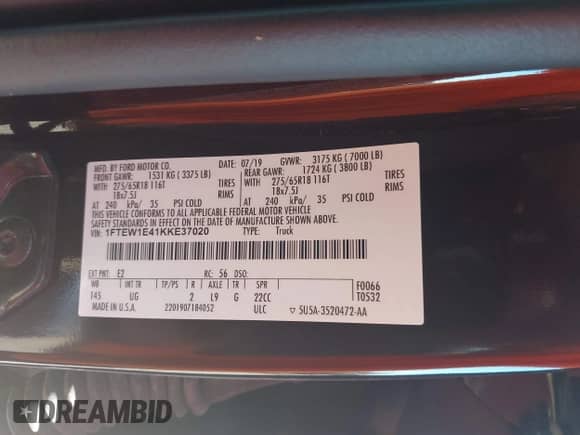 MFD. BY FORD MOTOR CO. 07/19 GVWR: 3175 KG ( 7000 LB)
FRONT GAWR: 1531 KG ( 3375 LB) REAR GAWR: 1724 KG ( 3800 LB)
WITH 275/65R18 116T TIRES WITH 275/65R18 116T TIRES
18x7.5J RIMS 18x7.5J RIMS
AT 240 kPa/ 35 PSI COLD AT 240 kPa/ 35 PSI COLD
THIS VEHICLE CONFORMS TO ALL APPLICABLE FEDERAL MOTOR VEHICLE
SAFETY STANDARDS IN EFFECT ON THE DATE OF MANUFACTURE SHOWN ABOVE.
VIN: 1FTEW1E41KKE37020 TYPE: Truck
EXT PNT: E2 RC: 56 DSO: F0066
WB TP/PS R AXLE TR SPR T0532
145 UG 2 L9 G 22CC
MADE IN U.S.A. 2201907184052 ULC ▽ 5U5A-3520472-AA
DREAMBID